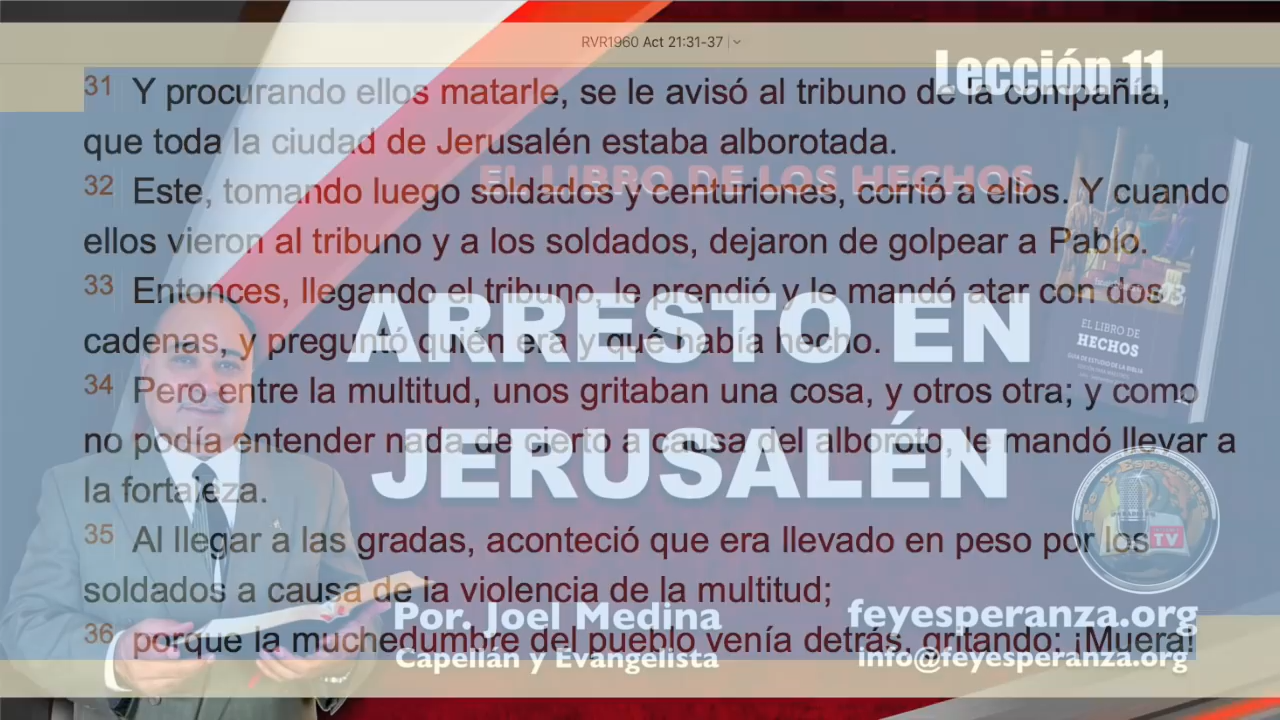 RVR1960 Act 21:31-37
Lección 11
31 Y procurando ellos matarle, se le avisó al tribuno de la compañía,
que toda la ciudad de Jerusalén estaba alborotada.
EL LIBRO DE LOS HECHOS
32 Este, tomando luego soldados y centuriones, corrió a ellos. Y cuando
ellos vieron al tribuno y a los soldados, dejaron de golpear a Pablo.
33 Entonces, llegando el tribuno, le prendió y le mandó atar con dos
cadenas, y preguntó quién era y qué había hecho.
ARRESTO EN
EL LIBRO DE
HECHOS
GUÍA DE ESTUDIO DE LA BIBLIA
34 Pero entre la multitud, unos gritaban una cosa, y otros otra; y como
no podía entender nada de cierto a causa del alboroto, le mandó llevar a
la fortaleza.
JERUSALÉN
35 Al llegar a las gradas, aconteció que era llevado en peso por los
soldados a causa de la violencia de la multitud;
TV
Por. Joel Medina
Capellán y Evangelista
feyesperanza.org
info@feyesperanza.org
36 porque la muchedumbre del pueblo venía detrás, gritando: ¡Muera!